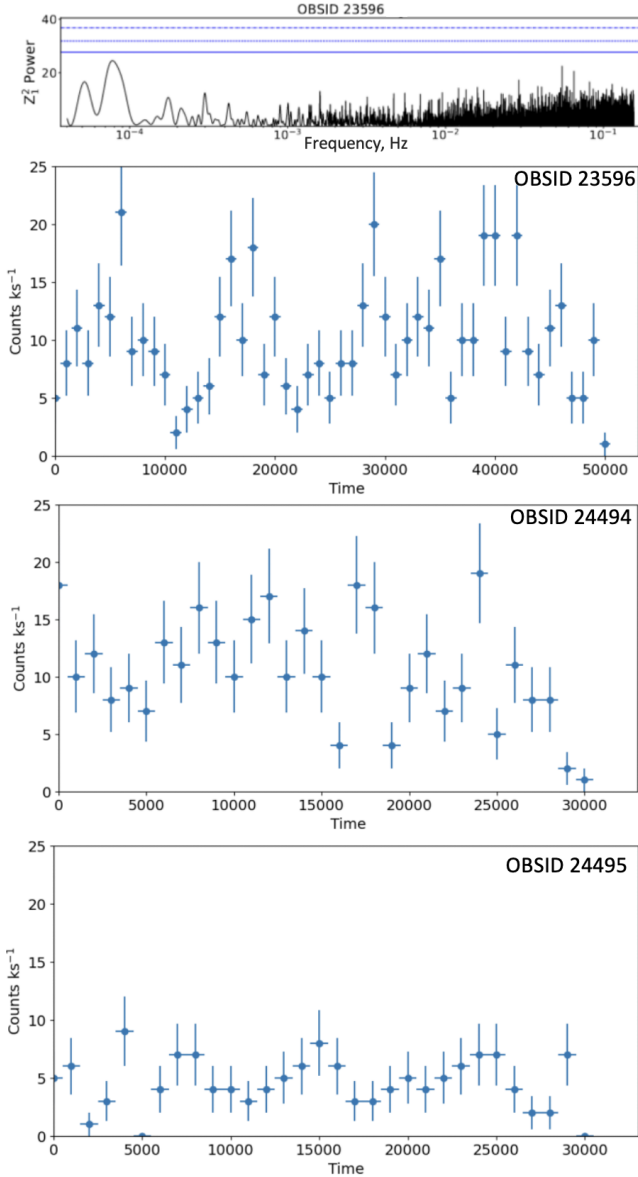 OBSID 23596
40
20
Z₁² Power
10⁻⁴ 10⁻³ 10⁻² 10⁻¹
Frequency, Hz
OBSID 23596
25
20
15
10
5
0
Counts ks⁻¹
0 10000 20000 30000 40000 50000
Time
OBSID 24494
25
20
15
10
5
0
Counts ks⁻¹
0 5000 10000 15000 20000 25000 30000
Time
OBSID 24495
25
20
15
10
5
0
Counts ks⁻¹
0 5000 10000 15000 20000 25000 30000
Time